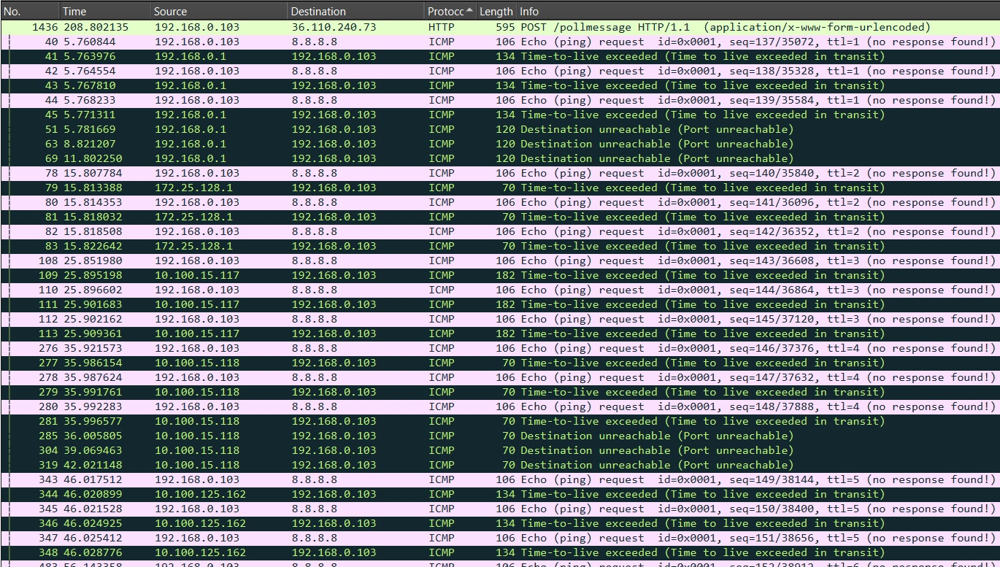 No. Time Source Destination Protocc Length Info
1436 208.802135 192.168.0.103 36.110.240.73 HTTP 595 POST /pollmessage HTTP/1.1 (application/x-www-form-urlencoded)
40 5.760844 192.168.0.103 8.8.8.8 ICMP 106 Echo (ping) request id=0x0001, seq=137/35072, ttl=1 (no response found!)
41 5.763976 192.168.0.1 192.168.0.103 ICMP 134 Time-to-live exceeded (Time to live exceeded in transit)
42 5.764554 192.168.0.103 8.8.8.8 ICMP 106 Echo (ping) request id=0x0001, seq=138/35328, ttl=1 (no response found!)
43 5.767810 192.168.0.1 192.168.0.103 ICMP 134 Time-to-live exceeded (Time to live exceeded in transit)
44 5.768233 192.168.0.103 8.8.8.8 ICMP 106 Echo (ping) request id=0x0001, seq=139/35584, ttl=1 (no response found!)
45 5.771311 192.168.0.1 192.168.0.103 ICMP 134 Time-to-live exceeded (Time to live exceeded in transit)
51 5.781669 192.168.0.1 192.168.0.103 ICMP 120 Destination unreachable (Port unreachable)
63 8.821207 192.168.0.1 192.168.0.103 ICMP 120 Destination unreachable (Port unreachable)
69 11.802250 192.168.0.1 192.168.0.103 ICMP 120 Destination unreachable (Port unreachable)
78 15.807784 192.168.0.103 8.8.8.8 ICMP 106 Echo (ping) request id=0x0001, seq=140/35840, ttl=2 (no response found!)
79 15.813388 172.25.128.1 192.168.0.103 ICMP 70 Time-to-live exceeded (Time to live exceeded in transit)
80 15.814353 192.168.0.103 8.8.8.8 ICMP 106 Echo (ping) request id=0x0001, seq=141/36096, ttl=2 (no response found!)
81 15.818032 172.25.128.1 192.168.0.103 ICMP 70 Time-to-live exceeded (Time to live exceeded in transit)
82 15.818508 192.168.0.103 8.8.8.8 ICMP 106 Echo (ping) request id=0x0001, seq=142/36352, ttl=2 (no response found!)
83 15.822642 172.25.128.1 192.168.0.103 ICMP 70 Time-to-live exceeded (Time to live exceeded in transit)
108 25.851980 192.168.0.103 8.8.8.8 ICMP 106 Echo (ping) request id=0x0001, seq=143/36608, ttl=3 (no response found!)
109 25.895198 10.100.15.117 192.168.0.103 ICMP 182 Time-to-live exceeded (Time to live exceeded in transit)
110 25.896602 192.168.0.103 8.8.8.8 ICMP 106 Echo (ping) request id=0x0001, seq=144/36864, ttl=3 (no response found!)
111 25.901683 10.100.15.117 192.168.0.103 ICMP 182 Time-to-live exceeded (Time to live exceeded in transit)
112 25.902162 192.168.0.103 8.8.8.8 ICMP 106 Echo (ping) request id=0x0001, seq=145/37120, ttl=3 (no response found!)
113 25.909361 10.100.15.117 192.168.0.103 ICMP 182 Time-to-live exceeded (Time to live exceeded in transit)
276 35.921573 192.168.0.103 8.8.8.8 ICMP 106 Echo (ping) request id=0x0001, seq=146/37376, ttl=4 (no response found!)
277 35.986154 10.100.15.118 192.168.0.103 ICMP 70 Time-to-live exceeded (Time to live exceeded in transit)
278 35.987624 192.168.0.103 8.8.8.8 ICMP 106 Echo (ping) request id=0x0001, seq=147/37632, ttl=4 (no response found!)
279 35.991761 10.100.15.118 192.168.0.103 ICMP 70 Time-to-live exceeded (Time to live exceeded in transit)
280 35.992283 192.168.0.103 8.8.8.8 ICMP 106 Echo (ping) request id=0x0001, seq=148/37888, ttl=4 (no response found!)
281 35.996577 10.100.15.118 192.168.0.103 ICMP 70 Time-to-live exceeded (Time to live exceeded in transit)
285 36.005805 10.100.15.118 192.168.0.103 ICMP 70 Destination unreachable (Port unreachable)
304 39.069463 10.100.15.118 192.168.0.103 ICMP 70 Destination unreachable (Port unreachable)
319 42.021148 10.100.15.118 192.168.0.103 ICMP 70 Destination unreachable (Port unreachable)
343 46.017512 192.168.0.103 8.8.8.8 ICMP 106 Echo (ping) request id=0x0001, seq=149/38144, ttl=5 (no response found!)
344 46.020899 10.100.125.162 192.168.0.103 ICMP 134 Time-to-live exceeded (Time to live exceeded in transit)
345 46.021528 192.168.0.103 8.8.8.8 ICMP 106 Echo (ping) request id=0x0001, seq=150/38400, ttl=5 (no response found!)
346 46.024925 10.100.125.162 192.168.0.103 ICMP 134 Time-to-live exceeded (Time to live exceeded in transit)
347 46.025412 192.168.0.103 8.8.8.8 ICMP 106 Echo (ping) request id=0x0001, seq=151/38656, ttl=5 (no response found!)
348 46.028776 10.100.125.162 192.168.0.103 ICMP 134 Time-to-live exceeded (Time to live exceeded in transit)